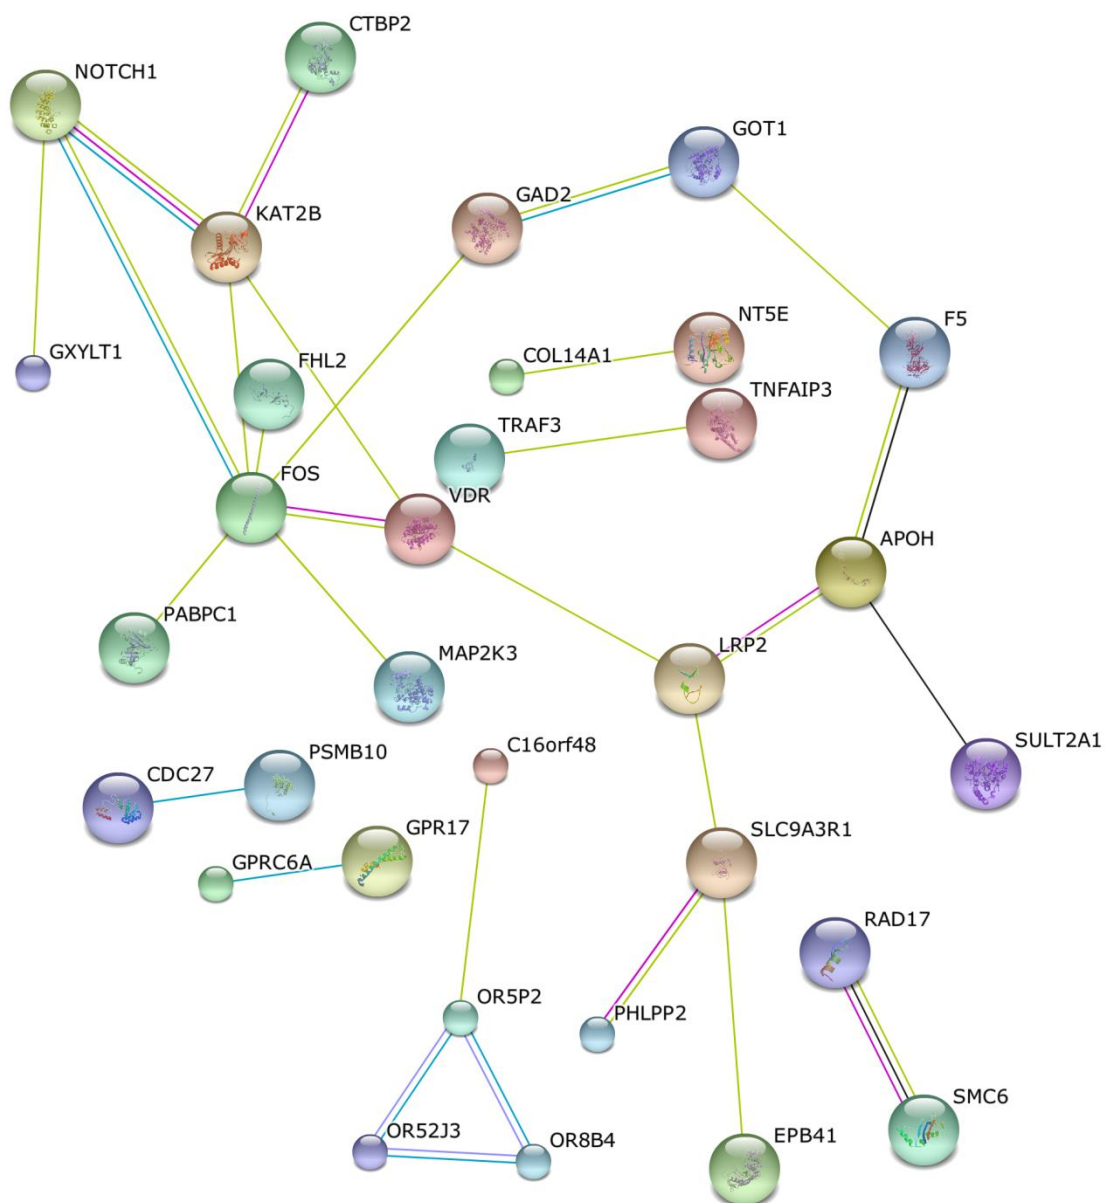 CTBP2
NOTCH1
GOT1
GAD2
KAT2B
NT5E
F5
GXYLT1
FHL2
COL14A1
TNFAIP3
TRAF3
FOS
VDR
APOH
PABPC1
LRP2
MAP2K3
SULT2A1
C16orf48
PSMB10
CDC27
GPR17
SLC9A3R1
GPRC6A
RAD17
OR5P2
PHLPP2
SMC6
OR52J3
OR8B4
EPB41